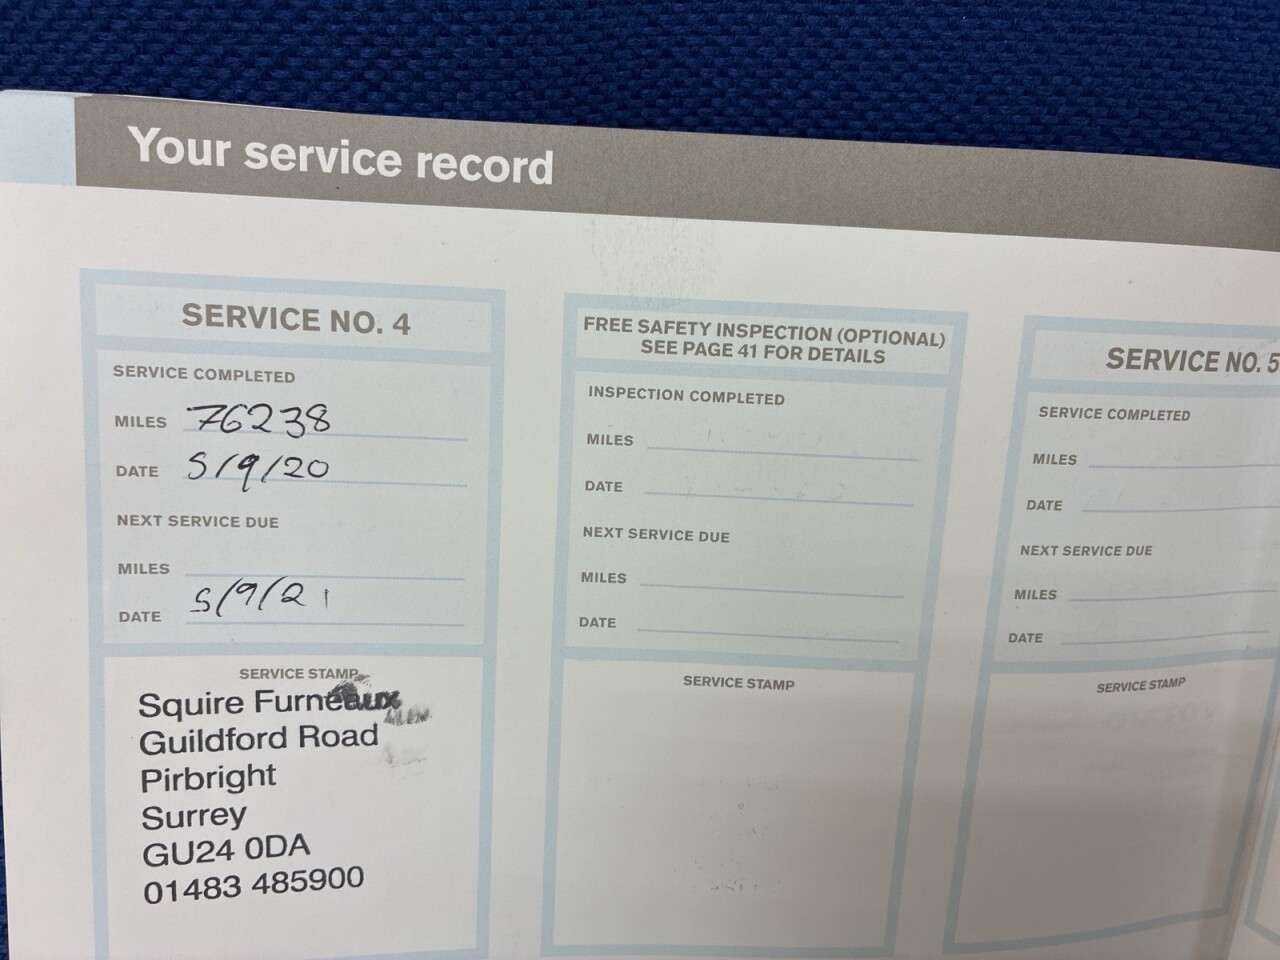 Your service record
SERVICE NO. 4
SERVICE COMPLETED
MILES 76238
DATE 5/9/20
NEXT SERVICE DUE
MILES
DATE 5/9/21
SERVICE STAMP
Squire Furneaux
Guildford Road
Pirbright
Surrey
GU24 0DA
01483 485900
FREE SAFETY INSPECTION (OPTIONAL)
SEE PAGE 41 FOR DETAILS
INSPECTION COMPLETED
MILES
DATE
NEXT SERVICE DUE
MILES
DATE
SERVICE STAMP
SERVICE NO. 5
SERVICE COMPLETED
MILES
DATE
NEXT SERVICE DUE
MILES
DATE
SERVICE STAMP